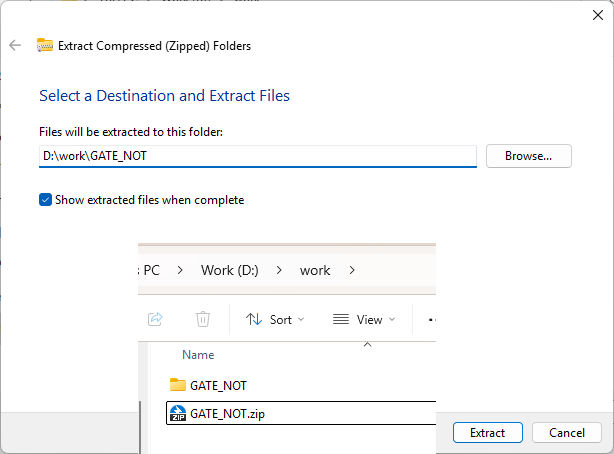 Extract Compressed (Zipped) Folders
Select a Destination and Extract Files
Files will be extracted to this folder:
D:\work\GATE_NOT
Browse...
Show extracted files when complete
s PC > Work (D:) > work >
Sort
View
Name
GATE_NOT
ZIP GATE_NOT.zip
Extract
Cancel